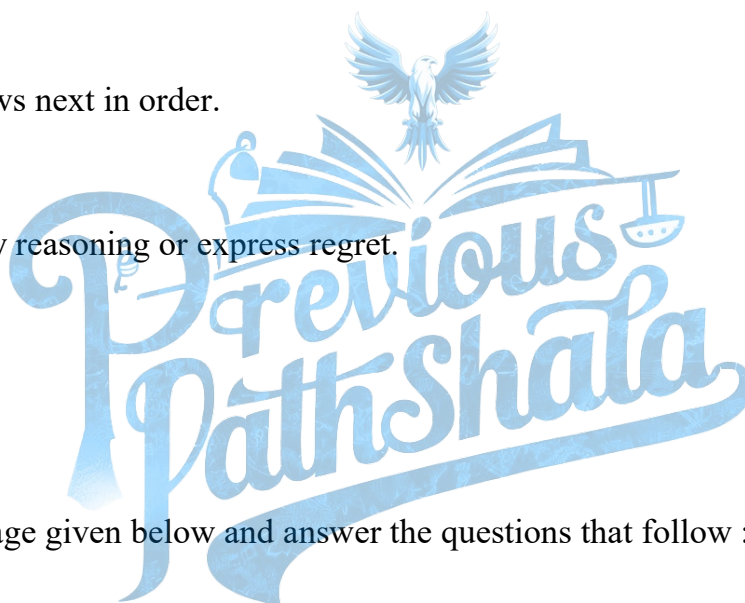 ws next in order.
y reasoning or express regret.
Previous
PathShala
age given below and answer the questions that follow :